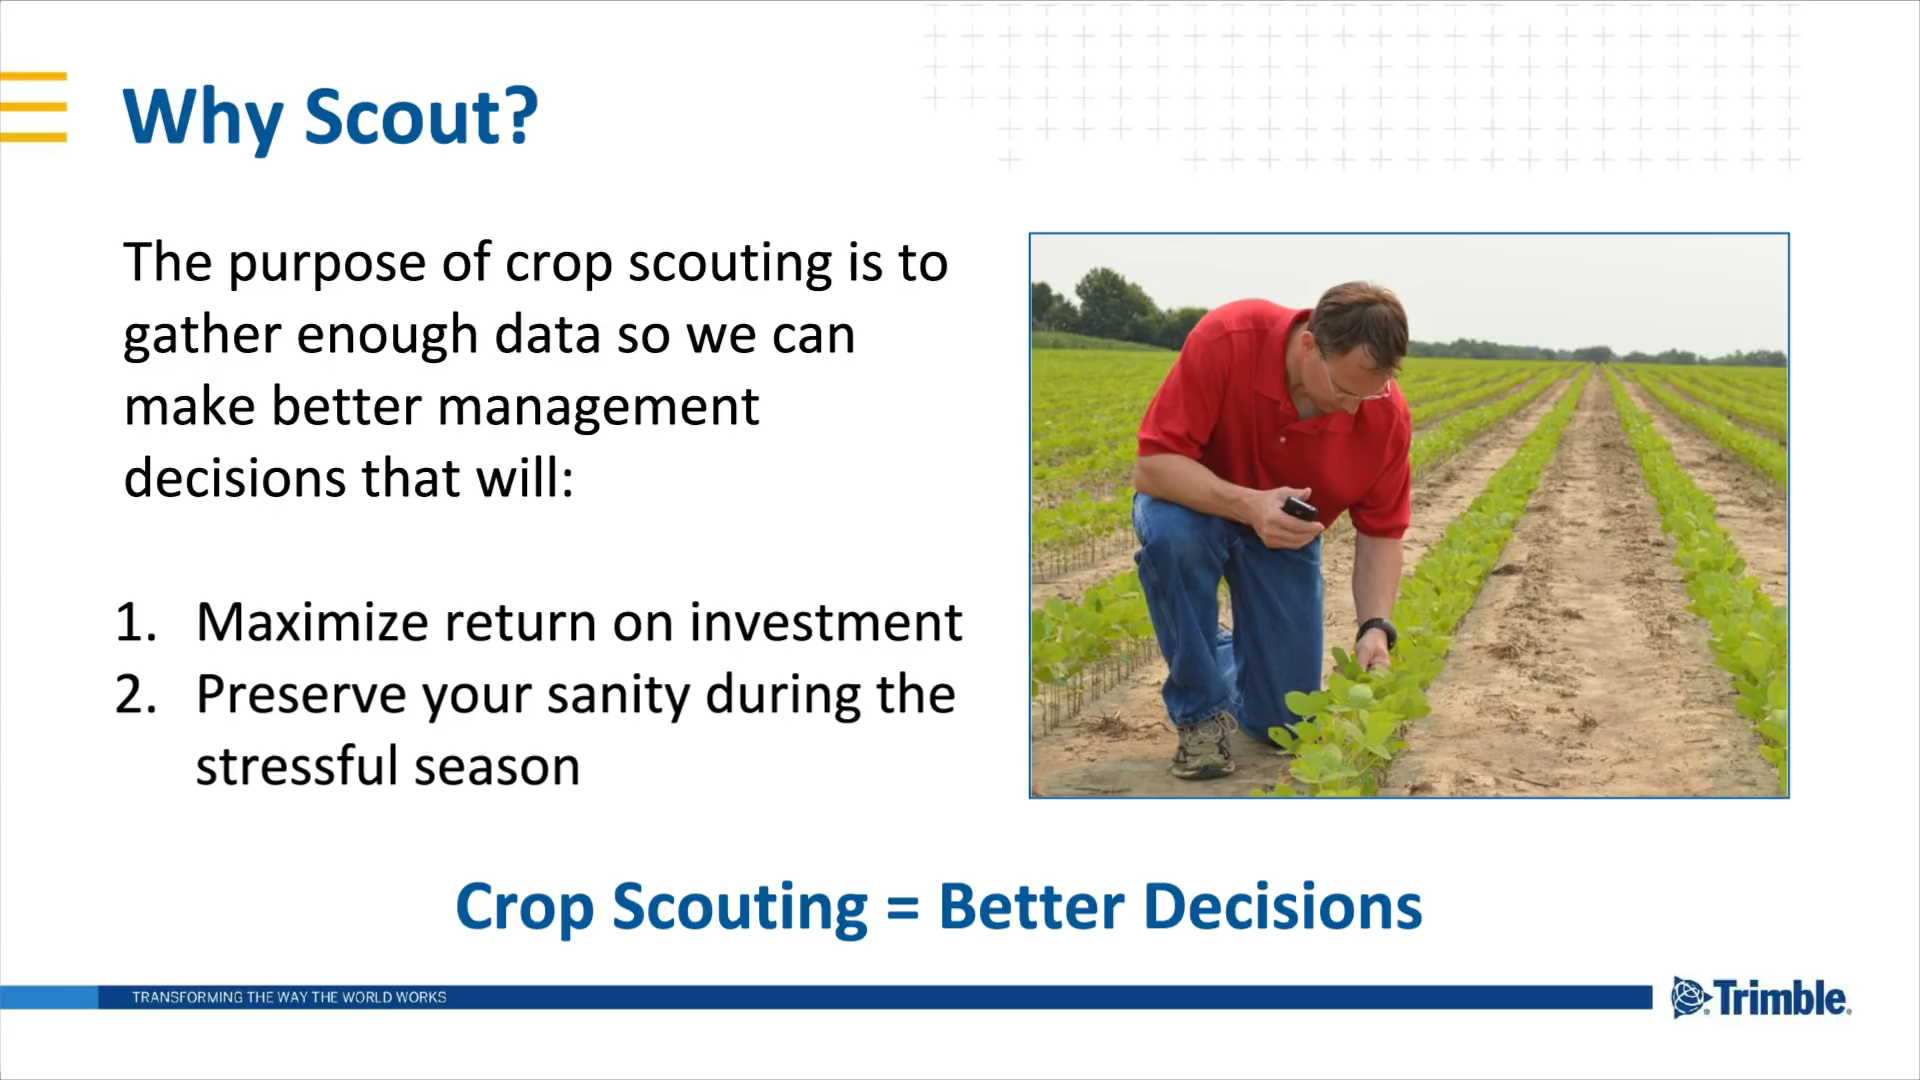 Why Scout?
The purpose of crop scouting is to
gather enough data so we can
make better management
decisions that will:
1. Maximize return on investment
2. Preserve your sanity during the
stressful season
Crop Scouting = Better Decisions
TRANSFORMING THE WAY THE WORLD WORKS
Trimble®